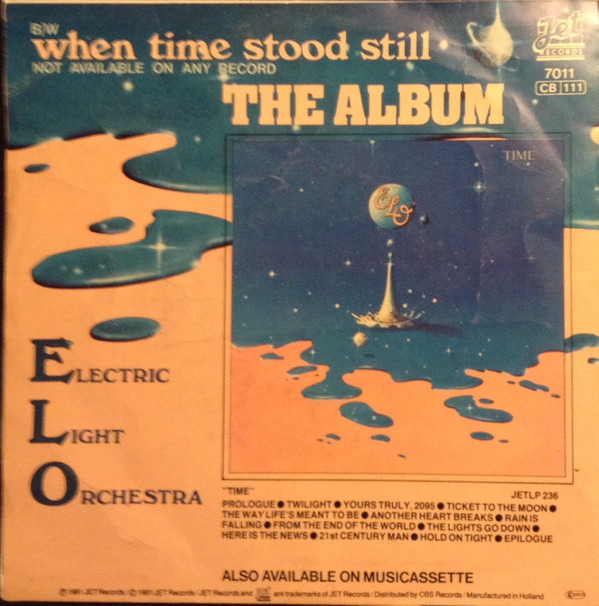 B/W
when time stood still
NOT AVAILABLE ON ANY RECORD
Jet
RECORDS
7011
CB 111
THE ALBUM
TIME
ELO
ELECTRIC
LIGHT
ORCHESTRA
"TIME"
JETLP 236
PROLOGUE ● TWILIGHT ● YOURS TRULY, 2095 ● TICKET TO THE MOON ●
THE WAY LIFE'S MEANT TO BE ● ANOTHER HEART BREAKS ● RAIN IS
FALLING ● FROM THE END OF THE WORLD ● THE LIGHTS GO DOWN ●
HERE IS THE NEWS ● 21st CENTURY MAN ● HOLD ON TIGHT ● EPILOGUE
ALSO AVAILABLE ON MUSICASSETTE
℗ 1981 JET Records / © 1981 JET Records / JET Records and Jet are trademarks of JET Records / Distributed by CBS Records / Manufactured in Holland